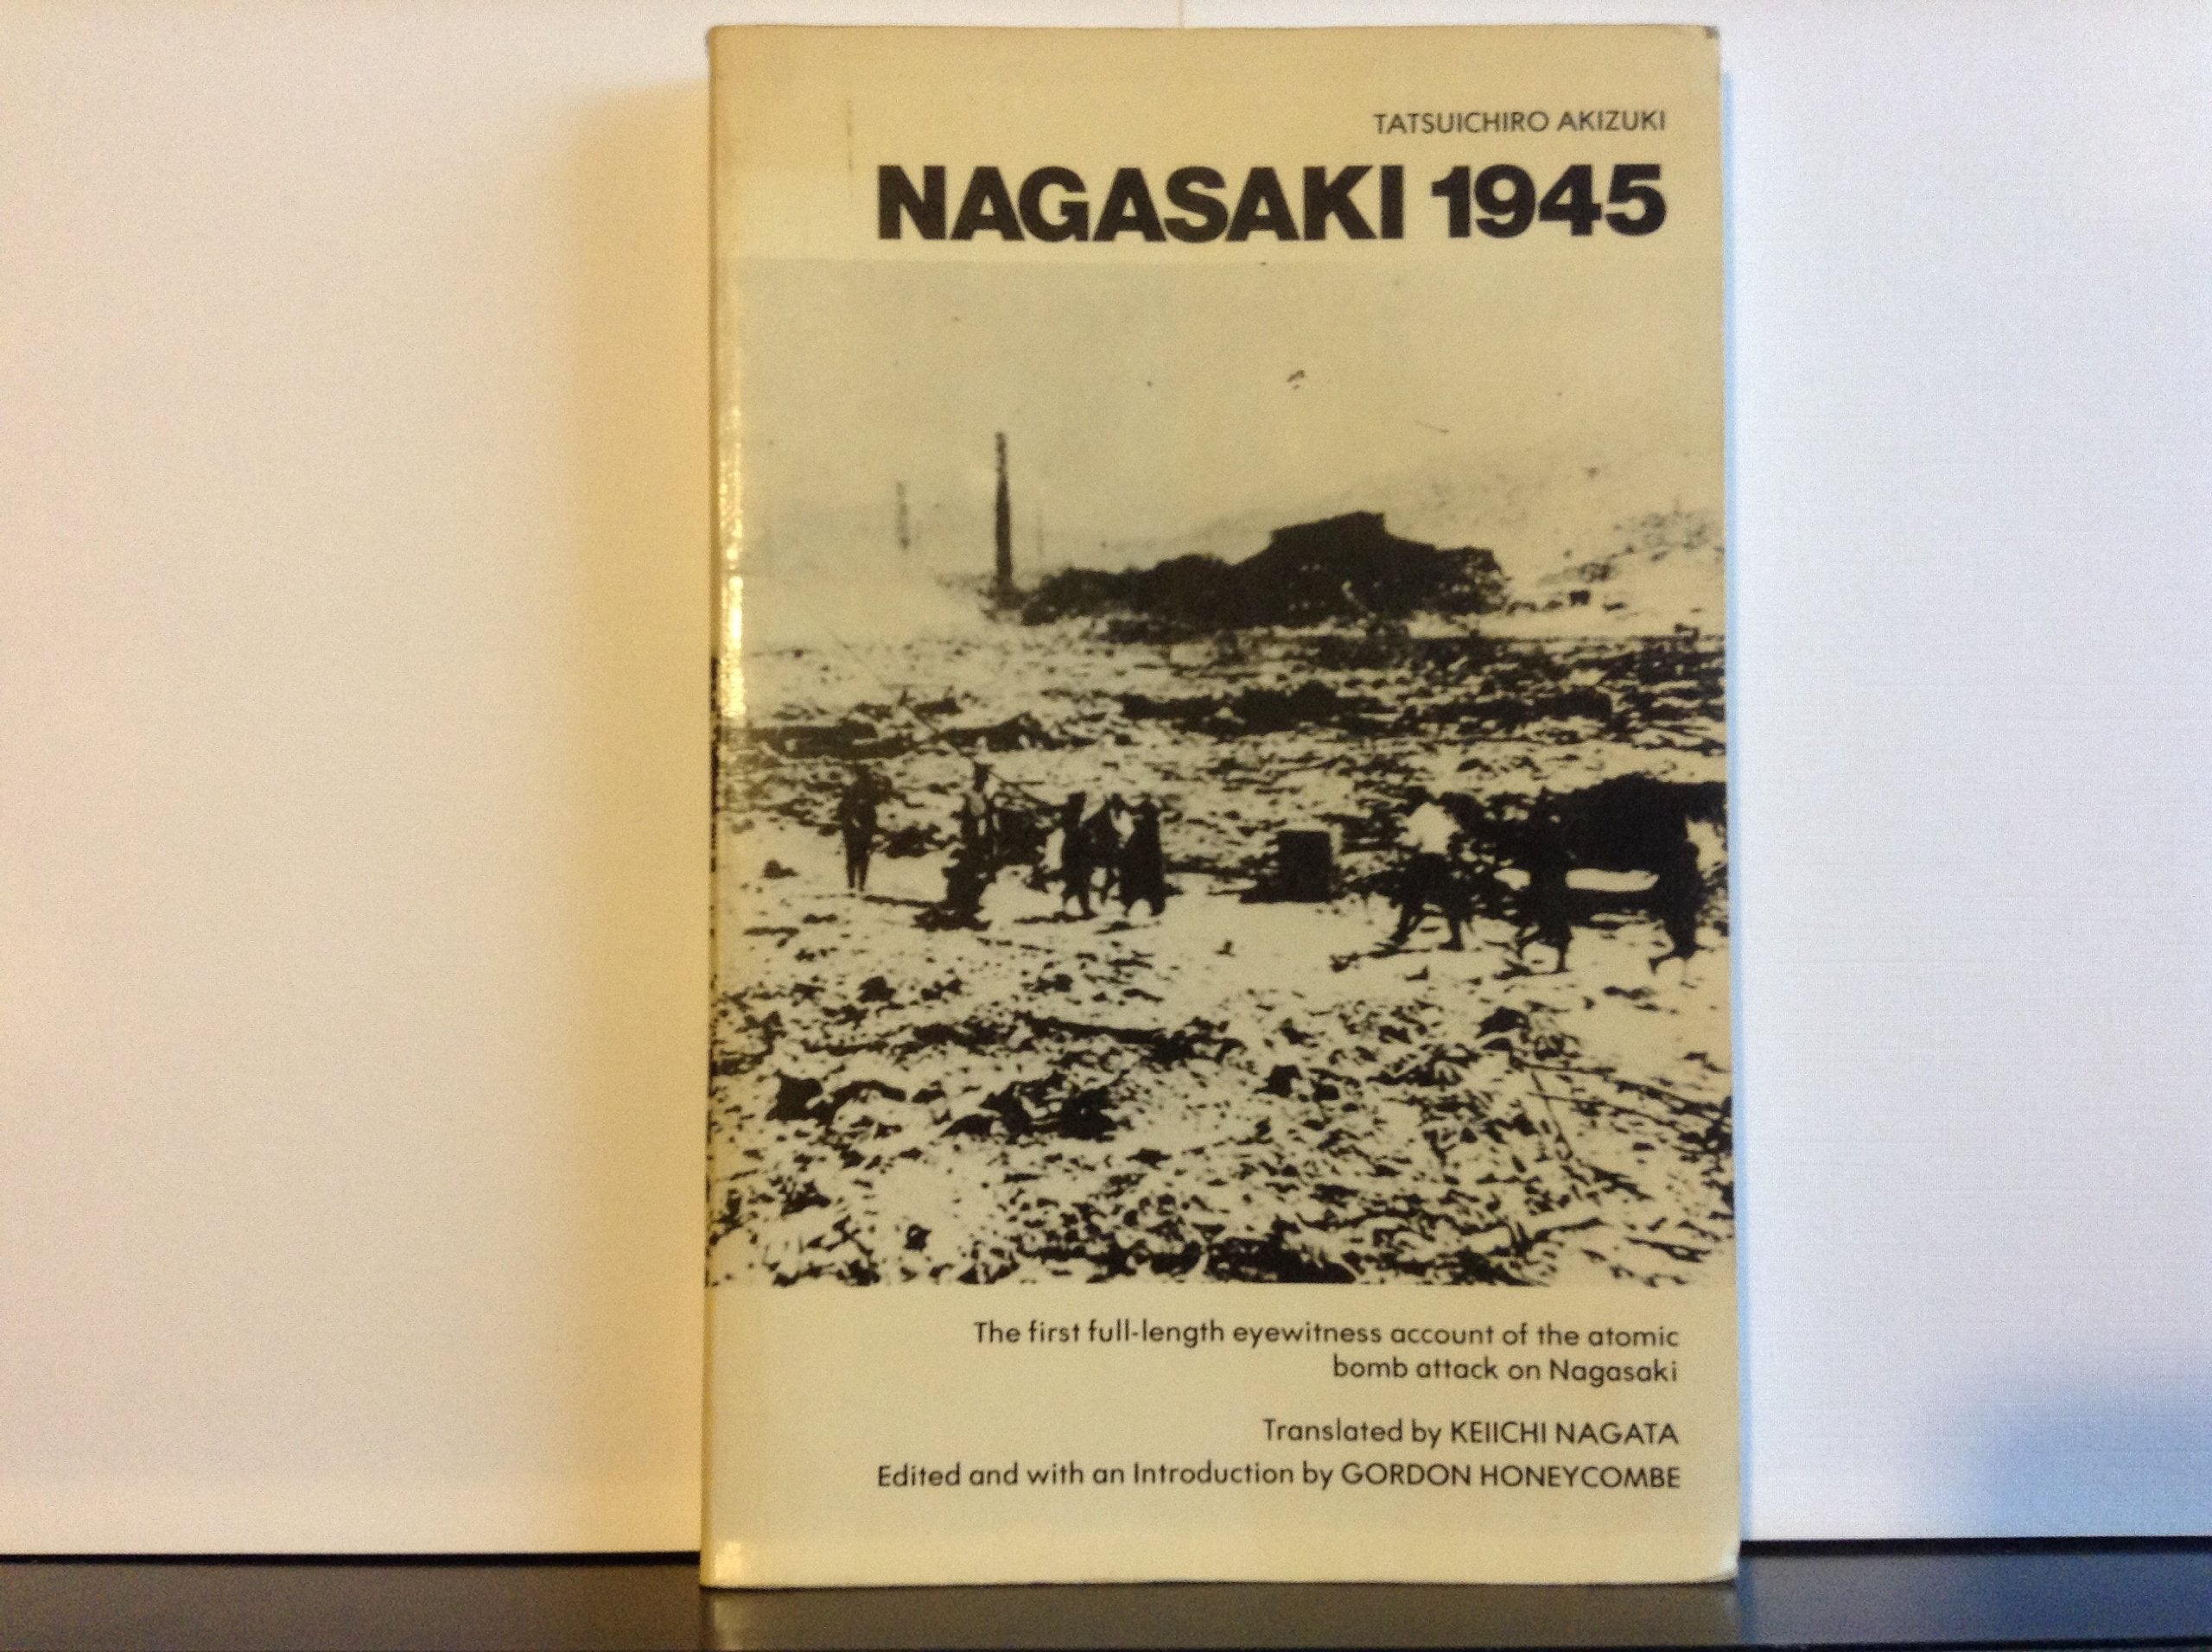 TATSUICHIRO AKIZUKI
NAGASAKI 1945
The first full-length eyewitness account of the atomic
bomb attack on Nagasaki
Translated by KEIICHI NAGATA
Edited and with an Introduction by GORDON HONEYCOMBE